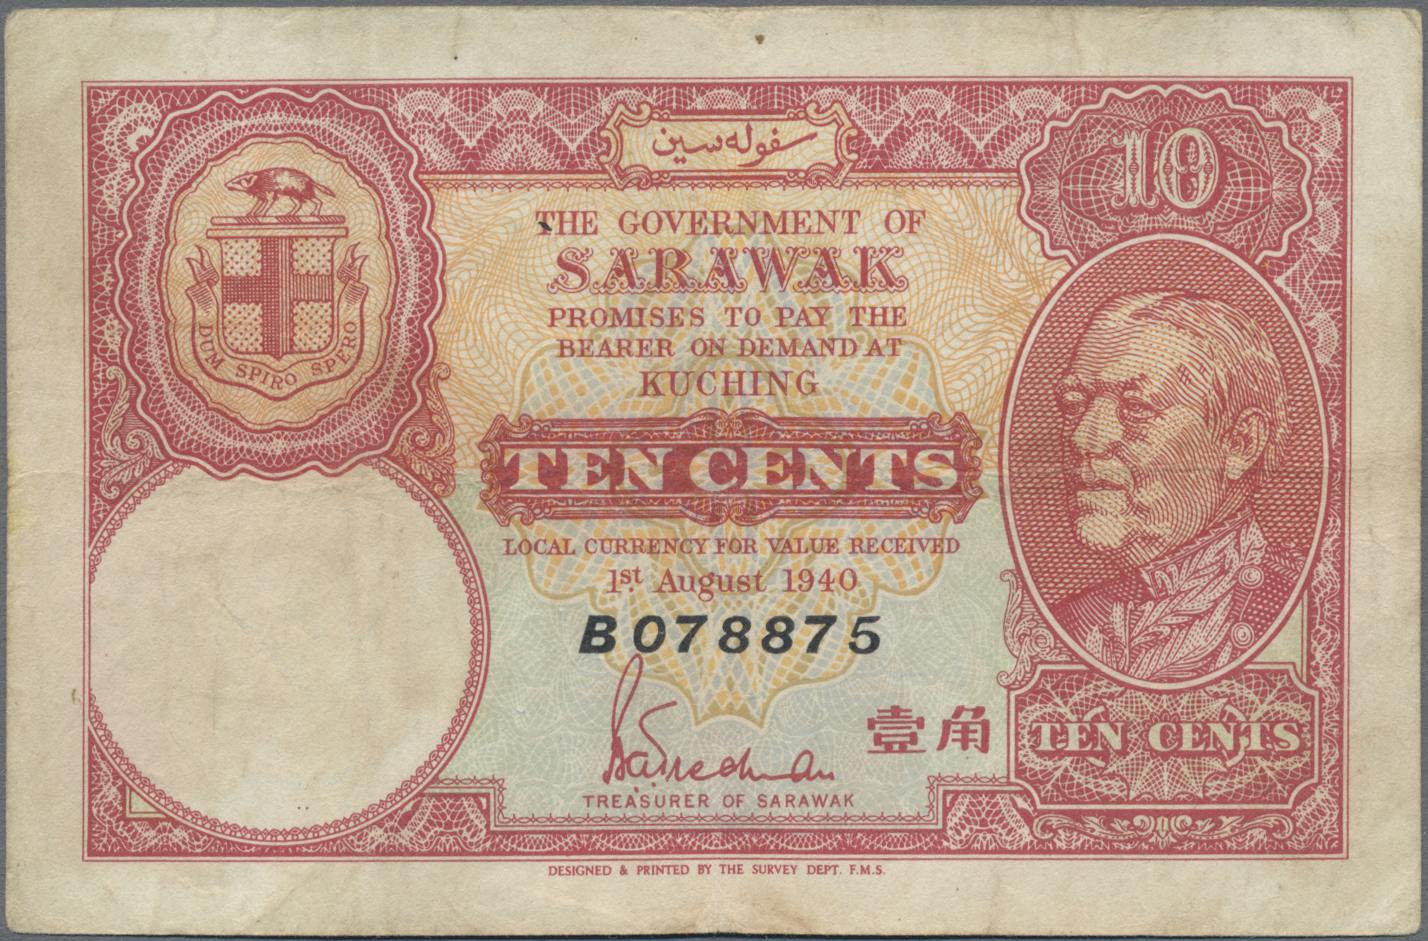 سڤوله سين
10
THE GOVERNMENT OF
SARAWAK
PROMISES TO PAY THE
BEARER ON DEMAND AT
KUCHING
DUM SPIRO SPERO
TEN CENTS
LOCAL CURRENCY FOR VALUE RECEIVED
1st August 1940
B078875
壹角
TEN CENTS
TREASURER OF SARAWAK
DESIGNED & PRINTED BY THE SURVEY DEPT. F.M.S.